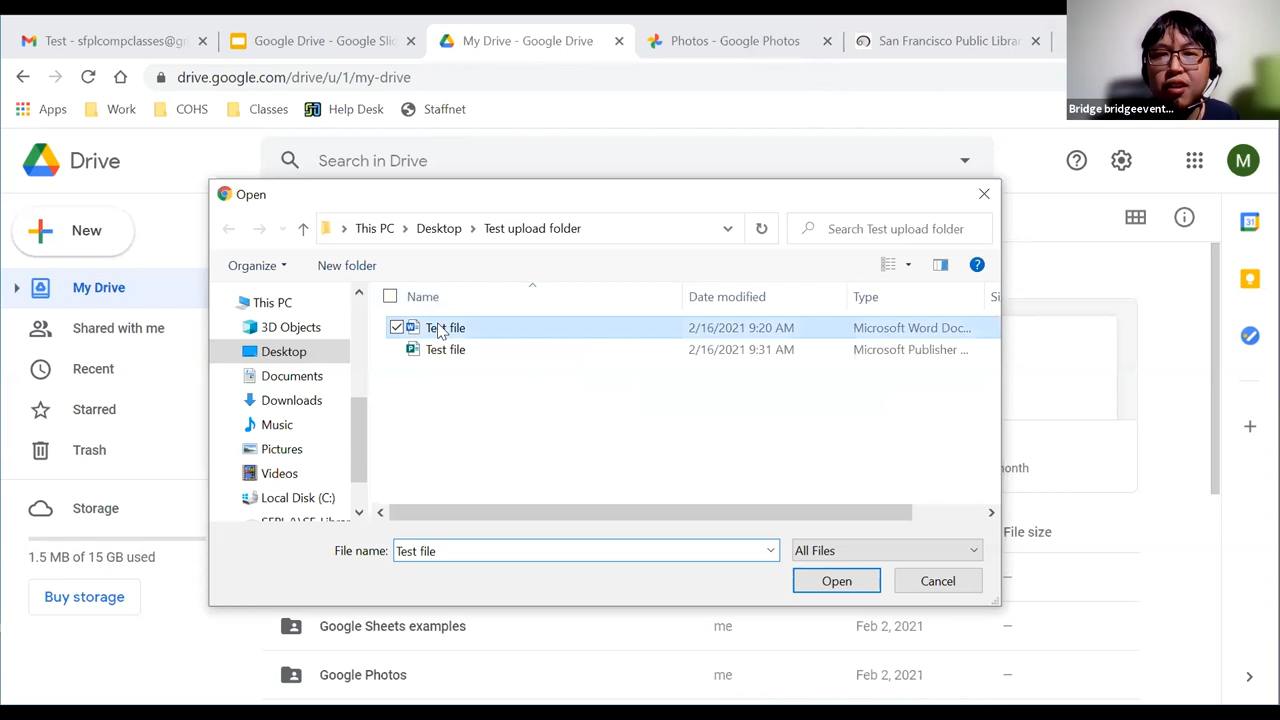 Test - sfplcompclasses@gm
Google Drive - Google Slid
My Drive - Google Drive
Photos - Google Photos
San Francisco Public Libra
drive.google.com/drive/u/1/my-drive
Bridge bridgeevent...
Apps
Work
COHS
Classes
Help Desk
Staffnet
Drive
Search in Drive
M
New
My Drive
Shared with me
Recent
Starred
Trash
Storage
1.5 MB of 15 GB used
Buy storage
Open
This PC > Desktop > Test upload folder
Search Test upload folder
Organize
New folder
This PC
3D Objects
Desktop
Documents
Downloads
Music
Pictures
Videos
Local Disk (C:)
Name Date modified Type Si
Test file 2/16/2021 9:20 AM Microsoft Word Doc...
Test file 2/16/2021 9:31 AM Microsoft Publisher ...
File name: Test file
All Files
Open
Cancel
onth
File size
–
Google Sheets examples me Feb 2, 2021 –
Google Photos me Feb 2, 2021 –
31